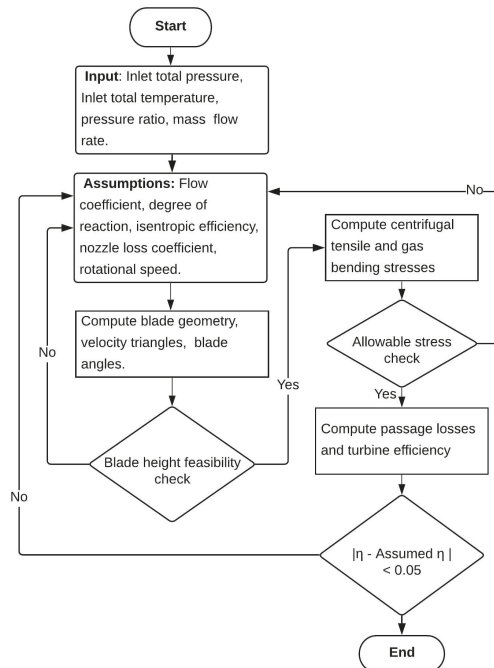 Start
Input: Inlet total pressure,
Inlet total temperature,
pressure ratio, mass flow
rate.
Assumptions: Flow
coefficient, degree of
reaction, isentropic efficiency,
nozzle loss coefficient,
rotational speed.
Compute blade geometry,
velocity triangles, blade
angles.
No
Blade height feasibility
check
Yes
No
Compute centrifugal
tensile and gas
bending stresses
Allowable stress
check
No
Yes
Compute passage losses
and turbine efficiency
|η - Assumed η |
< 0.05
End